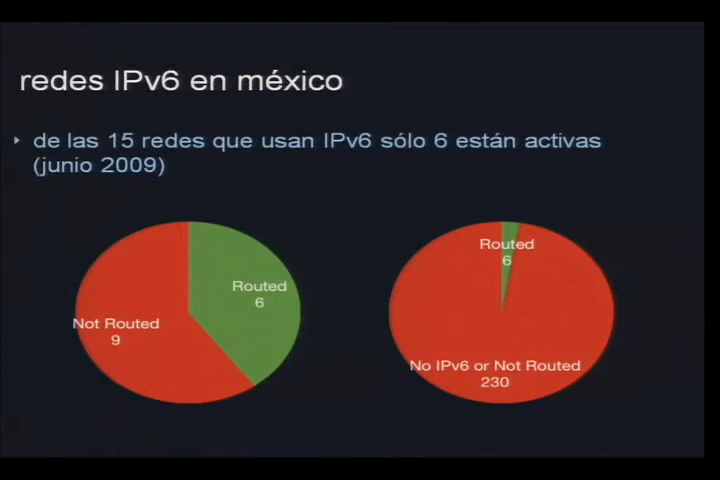 redes IPv6 en méxico
de las 15 redes que usan IPv6 sólo 6 están activas
(junio 2009)
Routed
6
Not Routed
9
Routed
6
No IPv6 or Not Routed
230